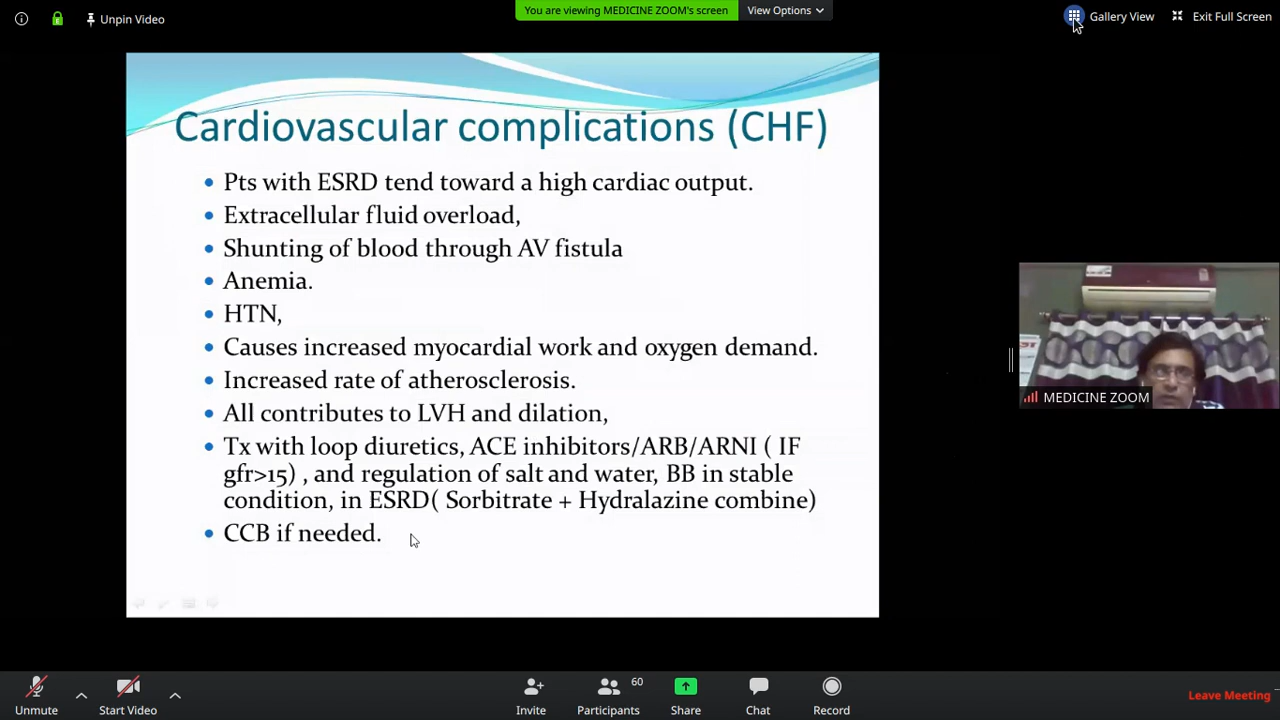 Unpin Video
You are viewing MEDICINE ZOOM's screen
View Options
Gallery View
Exit Full Screen
Cardiovascular complications (CHF)
Pts with ESRD tend toward a high cardiac output.
Extracellular fluid overload,
Shunting of blood through AV fistula
Anemia.
HTN,
Causes increased myocardial work and oxygen demand.
Increased rate of atherosclerosis.
All contributes to LVH and dilation,
Tx with loop diuretics, ACE inhibitors/ARB/ARNI ( IF
gfr>15) , and regulation of salt and water, BB in stable
condition, in ESRD( Sorbitrate + Hydralazine combine)
CCB if needed.
MEDICINE ZOOM
Unmute
Start Video
Invite
Participants
60
Share
Chat
Record
Leave Meeting